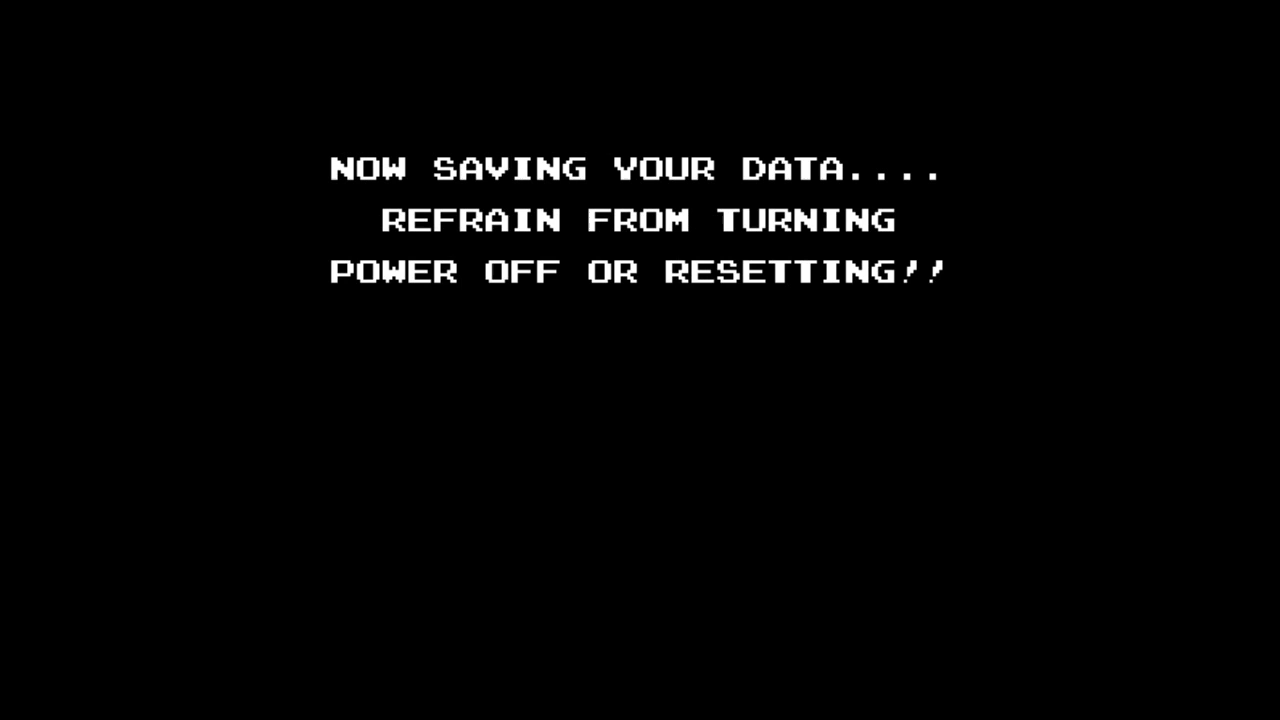 NOW SAVING YOUR DATA....
REFRAIN FROM TURNING
POWER OFF OR RESETTING!!